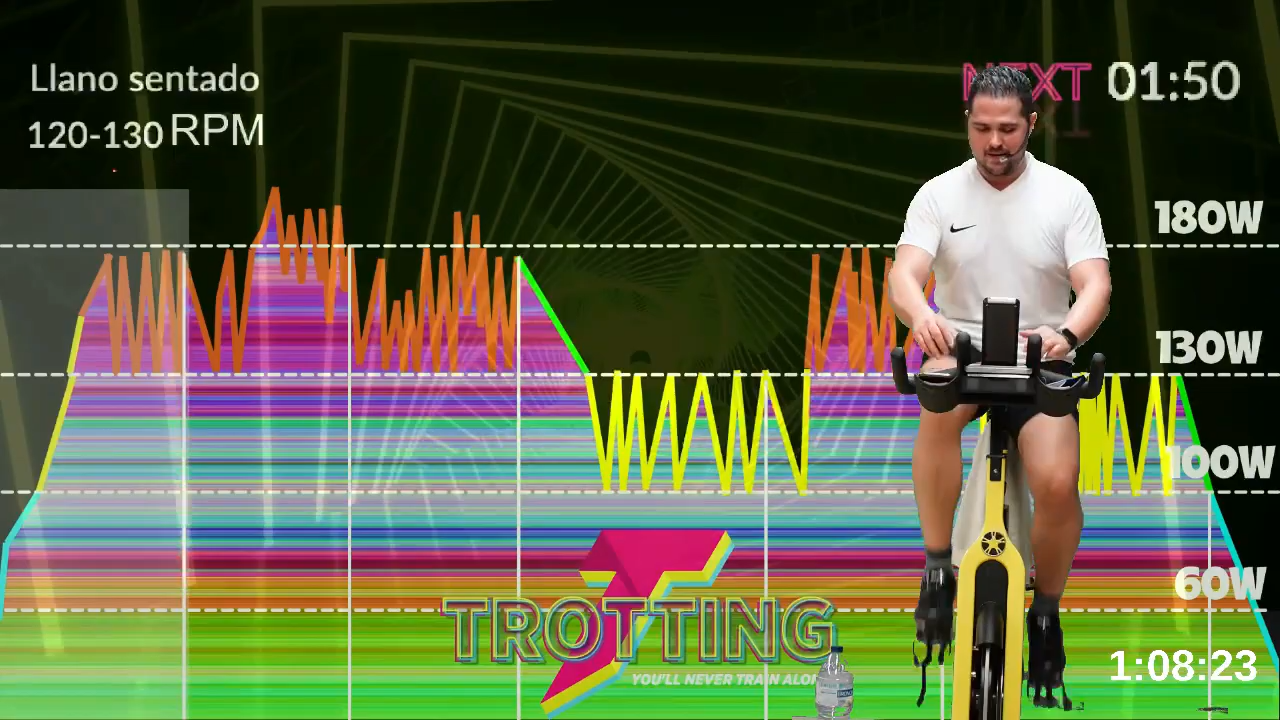 Llano sentado
120-130 RPM
NEXT 01:50
180W
130W
100W
60W
TROTTING
YOU'LL NEVER TRAIN ALONE
1:08:23